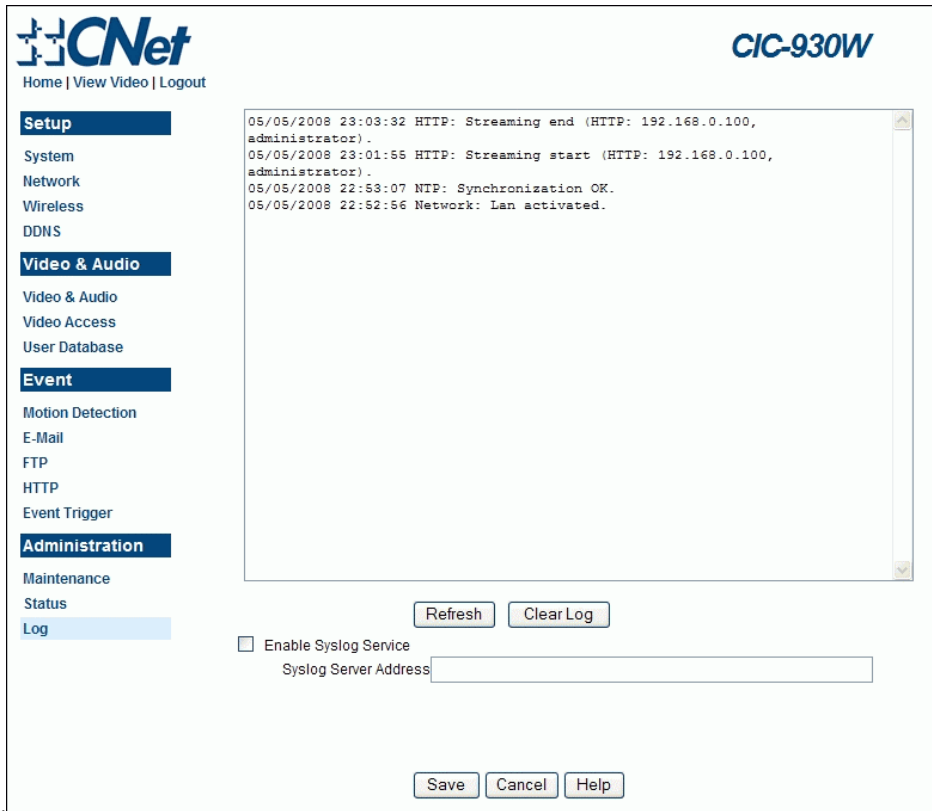 CNet
CIC-930W
Home | View Video | Logout
Setup
System
Network
Wireless
DDNS
Video & Audio
Video & Audio
Video Access
User Database
Event
Motion Detection
E-Mail
FTP
HTTP
Event Trigger
Administration
Maintenance
Status
Log
05/05/2008 23:03:32 HTTP: Streaming end (HTTP: 192.168.0.100,
administrator).
05/05/2008 23:01:55 HTTP: Streaming start (HTTP: 192.168.0.100,
administrator).
05/05/2008 22:53:07 NTP: Synchronization OK.
05/05/2008 22:52:56 Network: Lan activated.
Refresh Clear Log
Enable Syslog Service
Syslog Server Address
Save Cancel Help